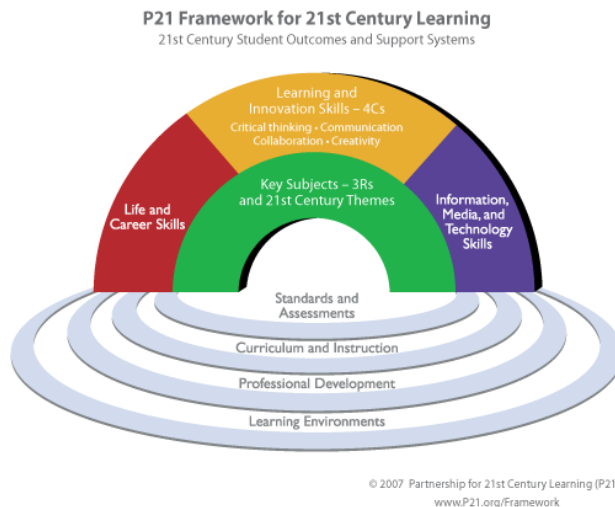 P21 Framework for 21st Century Learning
21st Century Student Outcomes and Support Systems
Learning and
Innovation Skills – 4Cs
Critical thinking • Communication
Collaboration • Creativity
Key Subjects – 3Rs
and 21st Century Themes
Life and
Career Skills
Information,
Media, and
Technology
Skills
Standards and
Assessments
Curriculum and Instruction
Professional Development
Learning Environments
© 2007 Partnership for 21st Century Learning (P21
www.P21.org/Framework